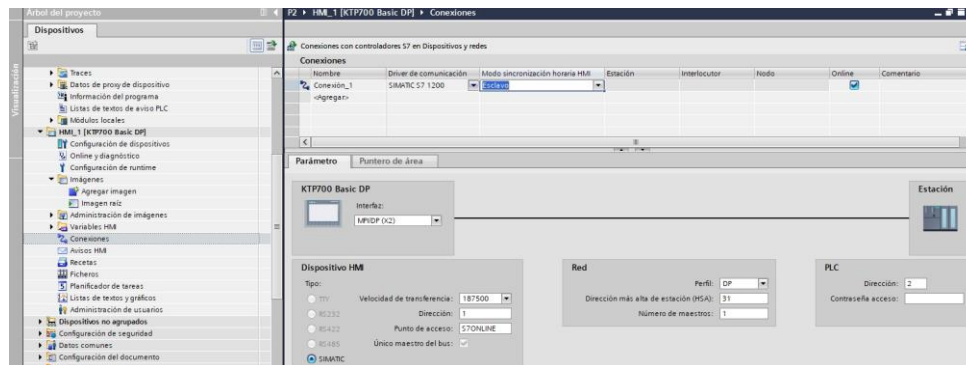 Árbol del proyecto
P2 ▸ HMI_1 [KTP700 Basic DP] ▸ Conexiones
Dispositivos
Visualización
Traces
Datos de proxy de dispositivo
Información del programa
Listas de textos de aviso PLC
Módulos locales
HMI_1 [KTP700 Basic DP]
Configuración de dispositivos
Online y diagnóstico
Configuración de runtime
Imágenes
Agregar imagen
Imagen raíz
Administración de imágenes
Variables HMI
Conexiones
Avisos HMI
Recetas
Ficheros
Planificador de tareas
Listas de textos y gráficos
Administración de usuarios
Dispositivos no agrupados
Configuración de seguridad
Datos comunes
Configuración del documento
Conexiones con controladores S7 en Dispositivos y redes
Conexiones
Nombre Driver de comunicación Modo sincronización horaria HMI Estación Interlocutor Nodo Online Comentario
Conexión_1 SIMATIC S7 1200 Esclavo
<Agregar>
Parámetro Puntero de área
KTP700 Basic DP
Estación
Interfaz:
MPI/DP (X2)
Dispositivo HMI
Tipo:
TTY
RS232
RS422
RS485
SIMATIC
Velocidad de transferencia: 187500
Dirección: 1
Punto de acceso: S7ONLINE
Único maestro del bus:
Red
Perfil: DP
Dirección más alta de estación (HSA): 31
Número de maestros: 1
PLC
Dirección: 2
Contraseña acceso: